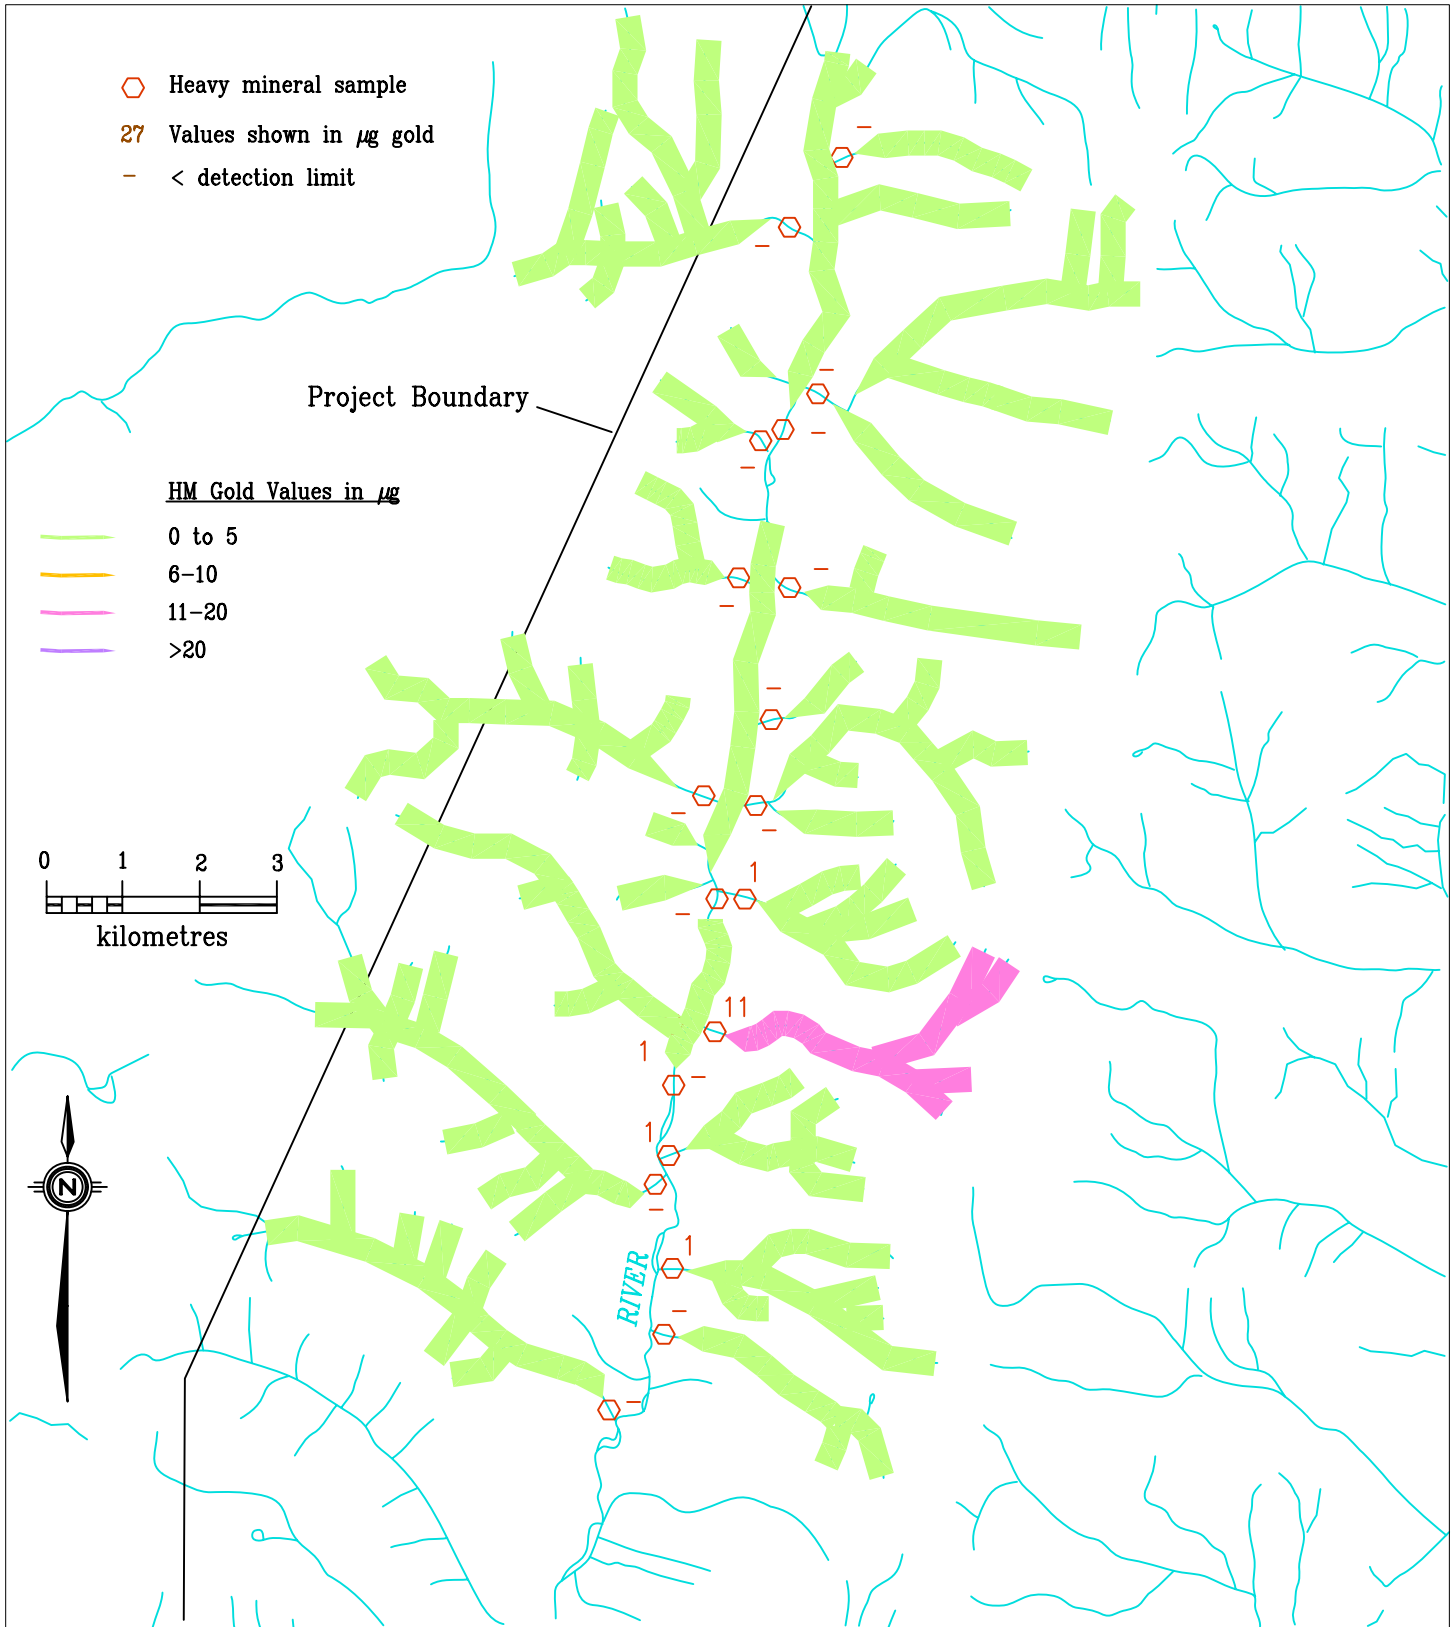 Heavy mineral sample
27 Values shown in µg gold
– < detection limit
–
–
Project Boundary
–
–
–
HM Gold Values in µg
0 to 5
6–10
11–20
>20
–
–
–
–
–
0 1 2 3
kilometres
1
–
11
1
–
1
–
N
1
RIVER
–
–